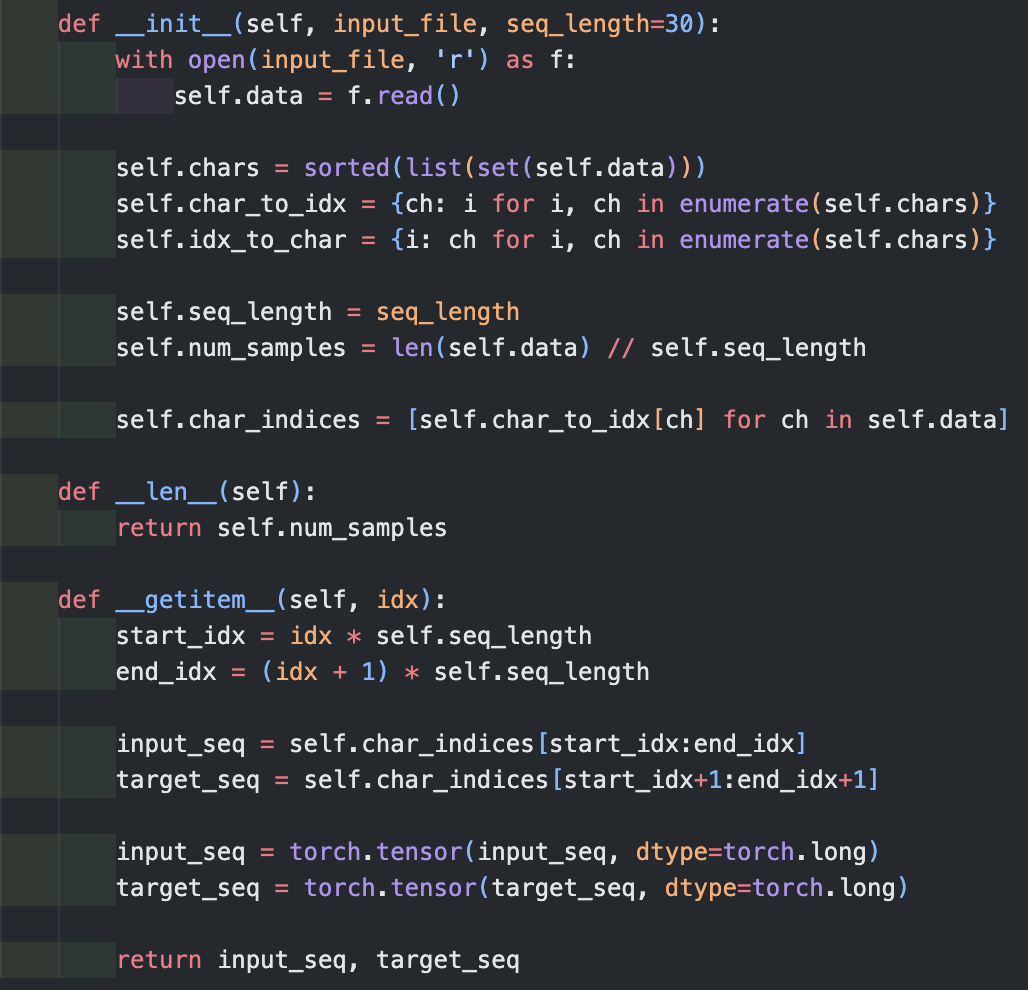 def __init__(self, input_file, seq_length=30):
with open(input_file, 'r') as f:
self.data = f.read()
self.chars = sorted(list(set(self.data)))
self.char_to_idx = {ch: i for i, ch in enumerate(self.chars)}
self.idx_to_char = {i: ch for i, ch in enumerate(self.chars)}
self.seq_length = seq_length
self.num_samples = len(self.data) // self.seq_length
self.char_indices = [self.char_to_idx[ch] for ch in self.data]
def __len__(self):
return self.num_samples
def __getitem__(self, idx):
start_idx = idx * self.seq_length
end_idx = (idx + 1) * self.seq_length
input_seq = self.char_indices[start_idx:end_idx]
target_seq = self.char_indices[start_idx+1:end_idx+1]
input_seq = torch.tensor(input_seq, dtype=torch.long)
target_seq = torch.tensor(target_seq, dtype=torch.long)
return input_seq, target_seq